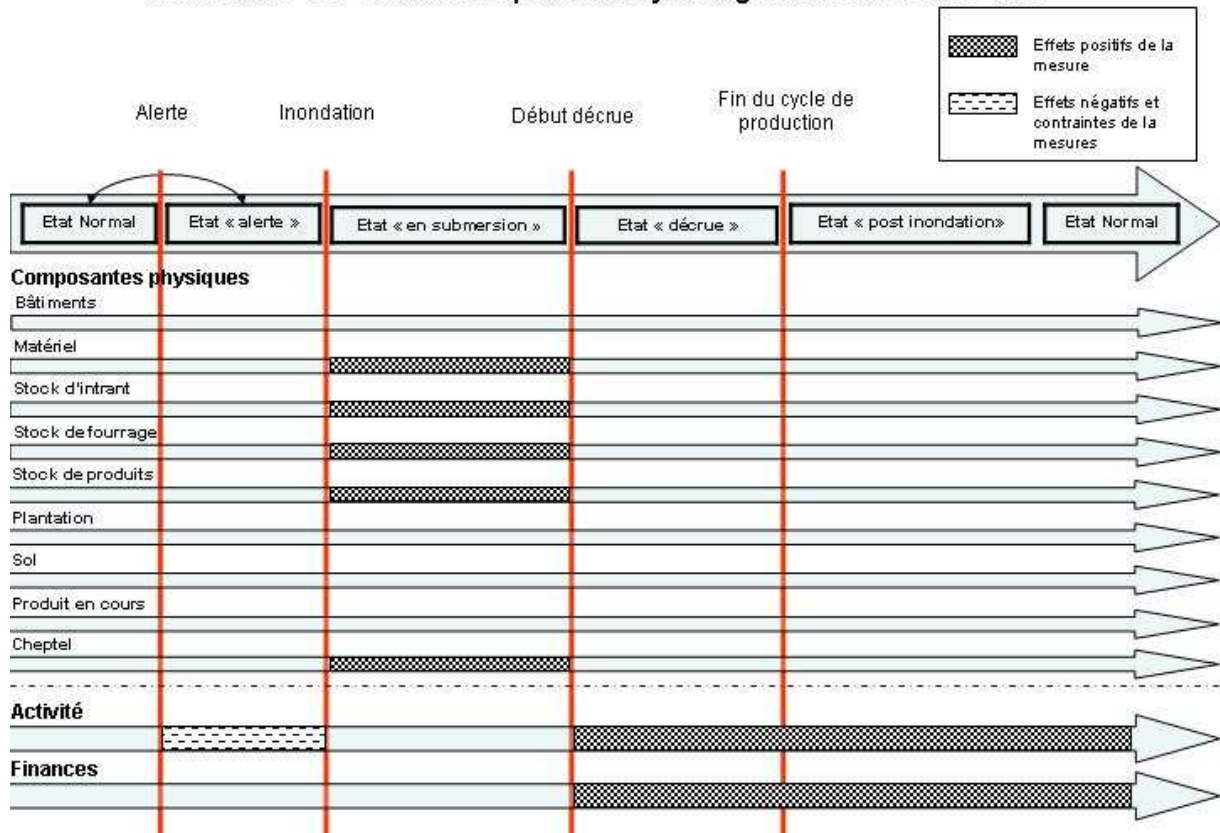 Effets positifs de la
mesure
Effets négatifs et
contraintes de la
mesures
Alerte
Inondation
Début décrue
Fin du cycle de
production
Etat Normal
Etat « alerte »
Etat « en submersion »
Etat « décrue »
Etat « post inondation»
Etat Normal
Composantes physiques
Bâtiments
Matériel
Stock d'intrant
Stock de fourrage
Stock de produits
Plantation
Sol
Produit en cours
Cheptel
Activité
Finances